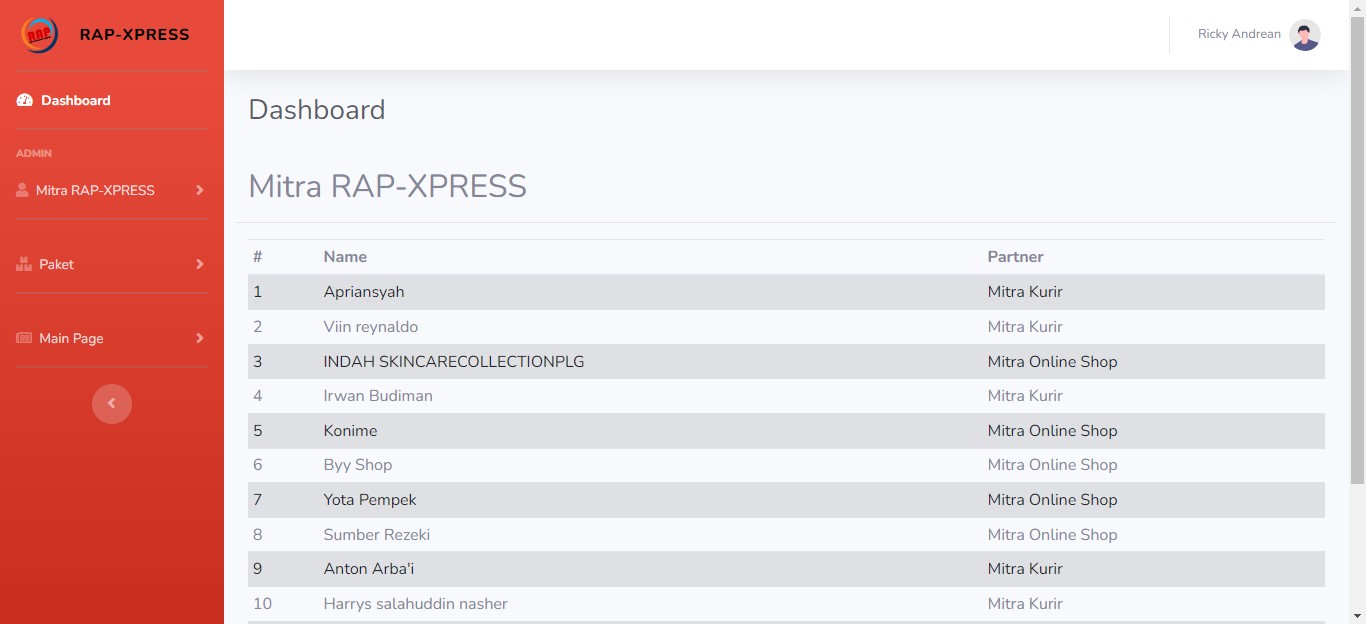 RAP
RAP-XPRESS
Ricky Andrean
Dashboard
ADMIN
Mitra RAP-XPRESS
Paket
Main Page
Dashboard
Mitra RAP-XPRESS
# Name Partner
1 Apriansyah Mitra Kurir
2 Viin reynaldo Mitra Kurir
3 INDAH SKINCARECOLLECTIONPLG Mitra Online Shop
4 Irwan Budiman Mitra Kurir
5 Konime Mitra Online Shop
6 Byy Shop Mitra Online Shop
7 Yota Pempek Mitra Online Shop
8 Sumber Rezeki Mitra Online Shop
9 Anton Arba'i Mitra Kurir
10 Harrys salahuddin nasher Mitra Kurir